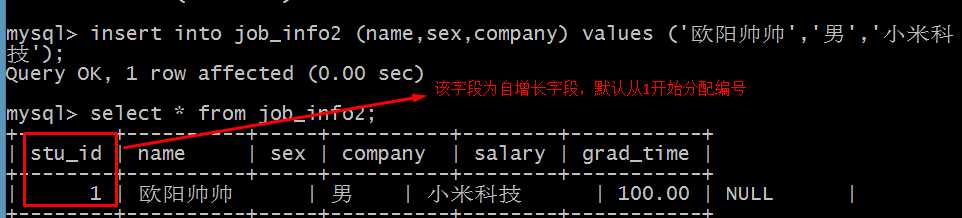 mysql> insert into job_info2 (name,sex,company) values ('欧阳帅帅','男','小米科
技');
Query OK, 1 row affected (0.00 sec)
该字段为自增长字段，默认从1开始分配编号
mysql> select * from job_info2;
+--------+----------+-----+----------+--------+-----------+
| stu_id | name | sex | company | salary | grad_time |
+--------+----------+-----+----------+--------+-----------+
| 1 | 欧阳帅帅 | 男 | 小米科技 | 100.00 | NULL |
+--------+----------+-----+----------+--------+-----------+